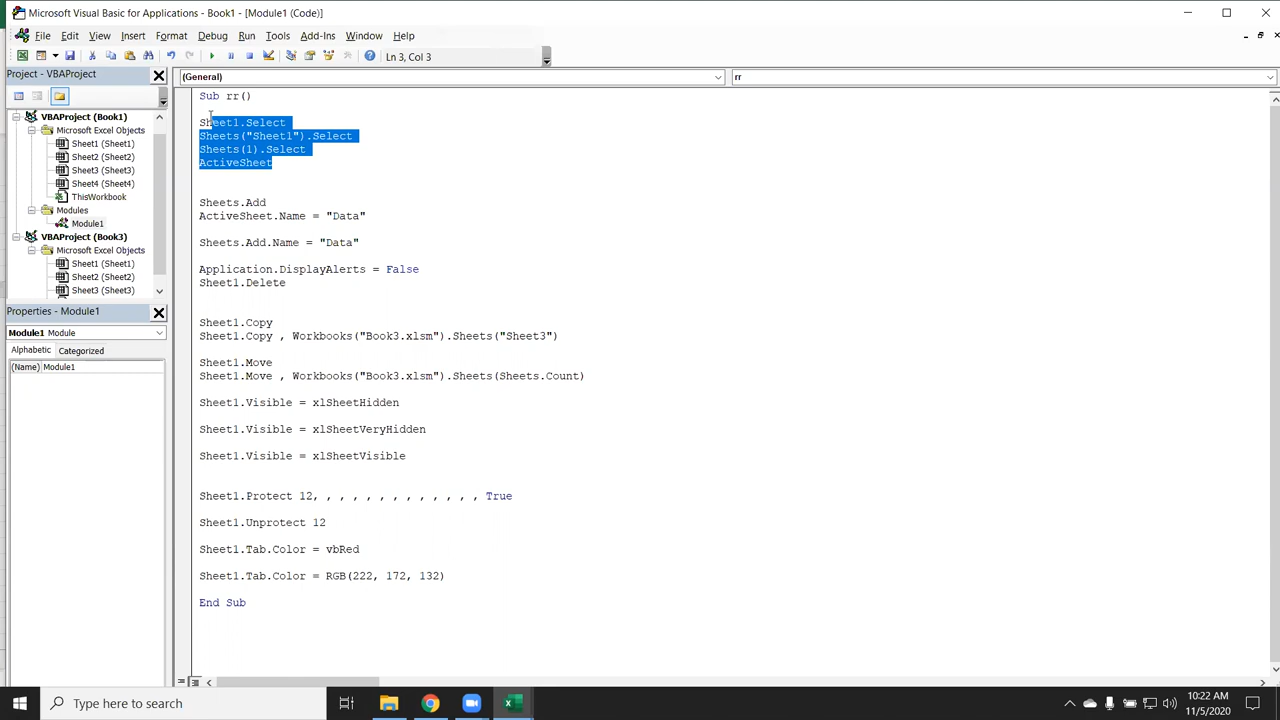 Microsoft Visual Basic for Applications - Book1 - [Module1 (Code)]
File Edit View Insert Format Debug Run Tools Add-Ins Window Help
Ln 3, Col 3
Project - VBAProject
(General) rr
VBAProject (Book1)
Microsoft Excel Objects
Sheet1 (Sheet1)
Sheet2 (Sheet2)
Sheet3 (Sheet3)
Sheet4 (Sheet4)
ThisWorkbook
Modules
Module1
VBAProject (Book3)
Microsoft Excel Objects
Sheet1 (Sheet1)
Sheet2 (Sheet2)
Sheet3 (Sheet3)
Properties - Module1
Module1 Module
Alphabetic Categorized
(Name) Module1
Sub rr()
Sheet1.Select
Sheets("Sheet1").Select
Sheets(1).Select
ActiveSheet
Sheets.Add
ActiveSheet.Name = "Data"
Sheets.Add.Name = "Data"
Application.DisplayAlerts = False
Sheet1.Delete
Sheet1.Copy
Sheet1.Copy , Workbooks("Book3.xlsm").Sheets("Sheet3")
Sheet1.Move
Sheet1.Move , Workbooks("Book3.xlsm").Sheets(Sheets.Count)
Sheet1.Visible = xlSheetHidden
Sheet1.Visible = xlSheetVeryHidden
Sheet1.Visible = xlSheetVisible
Sheet1.Protect 12, , , , , , , , , , , , , True
Sheet1.Unprotect 12
Sheet1.Tab.Color = vbRed
Sheet1.Tab.Color = RGB(222, 172, 132)
End Sub
Type here to search
10:22 AM
11/5/2020